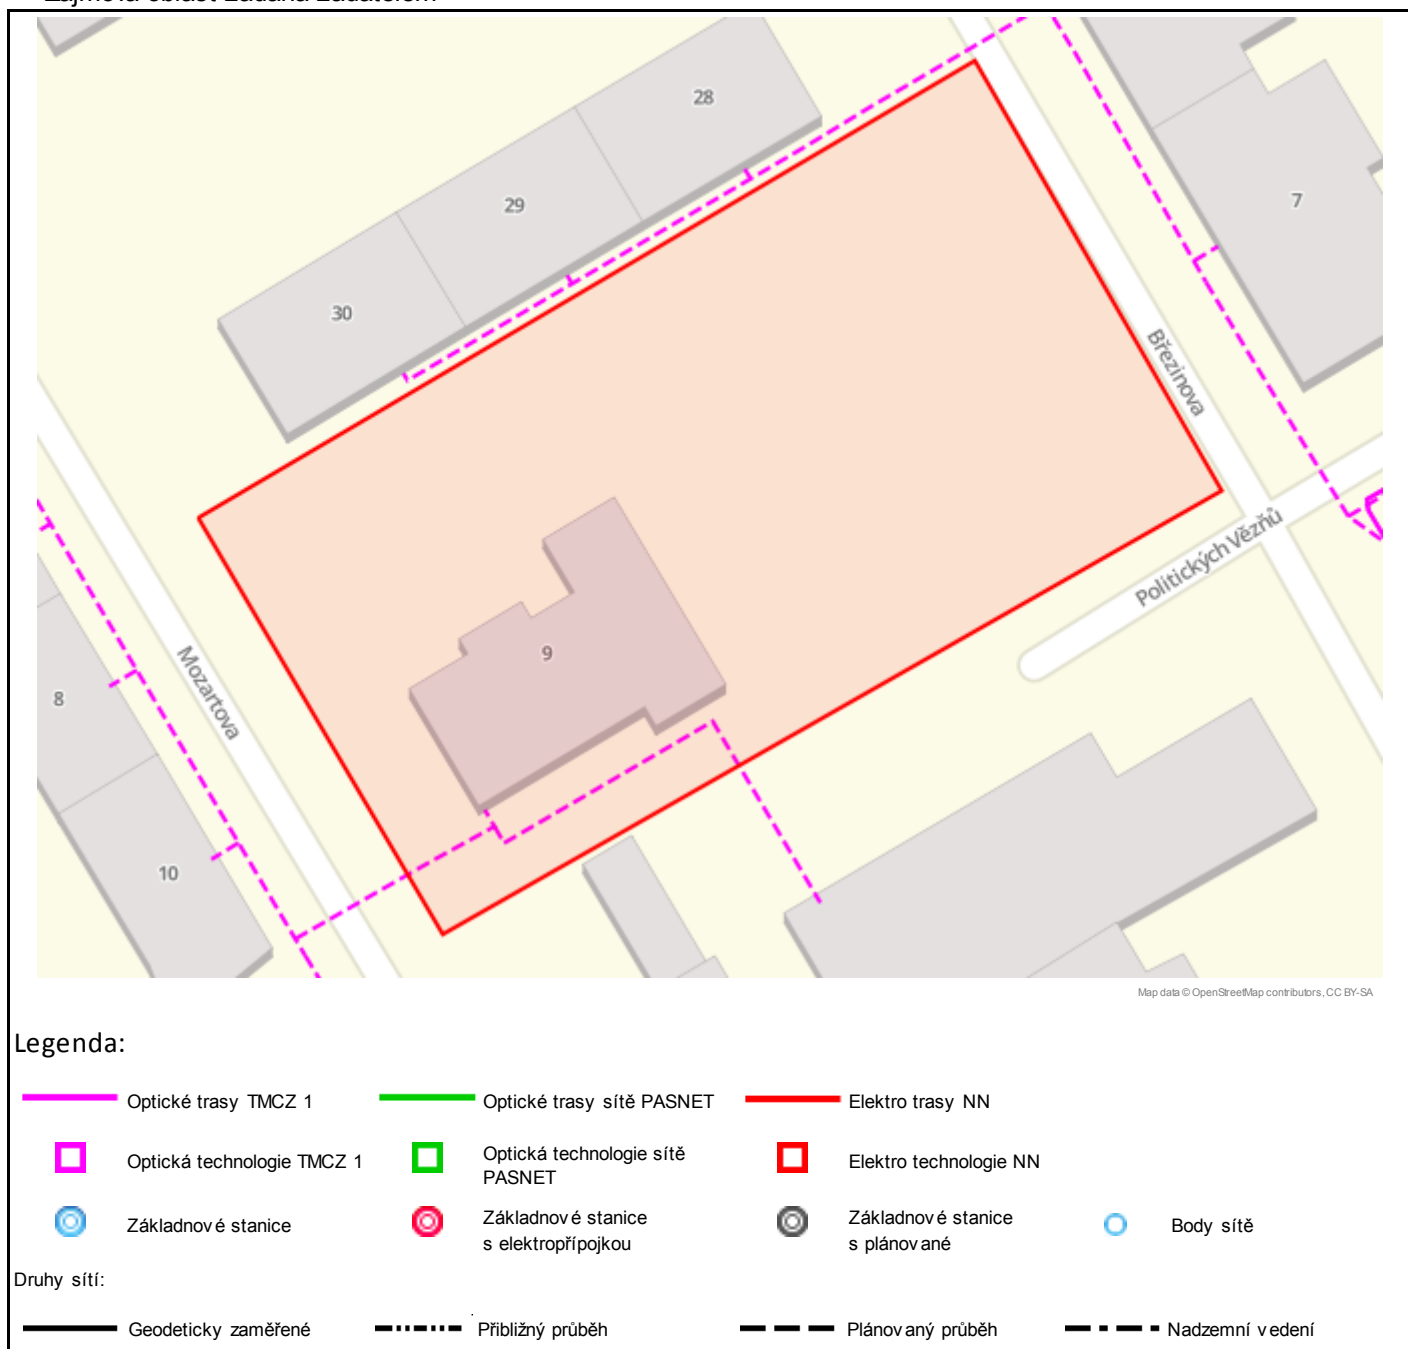 28
29
7
30
Březinova
Politických Vězňů
9
Mozartova
8
10
Map data © OpenStreetMap contributors, CC BY-SA
Legenda:
Optické trasy TMCZ 1
Optické trasy sítě PASNET
Elektro trasy NN
Optická technologie TMCZ 1
Optická technologie sítě
PASNET
Elektro technologie NN
Základnové stanice
Základnové stanice
s elektropřípojkou
Základnové stanice
s plánované
Body sítě
Druhy sítí:
Geodeticky zaměřené
Přibližný průběh
Plánovaný průběh
Nadzemní vedení